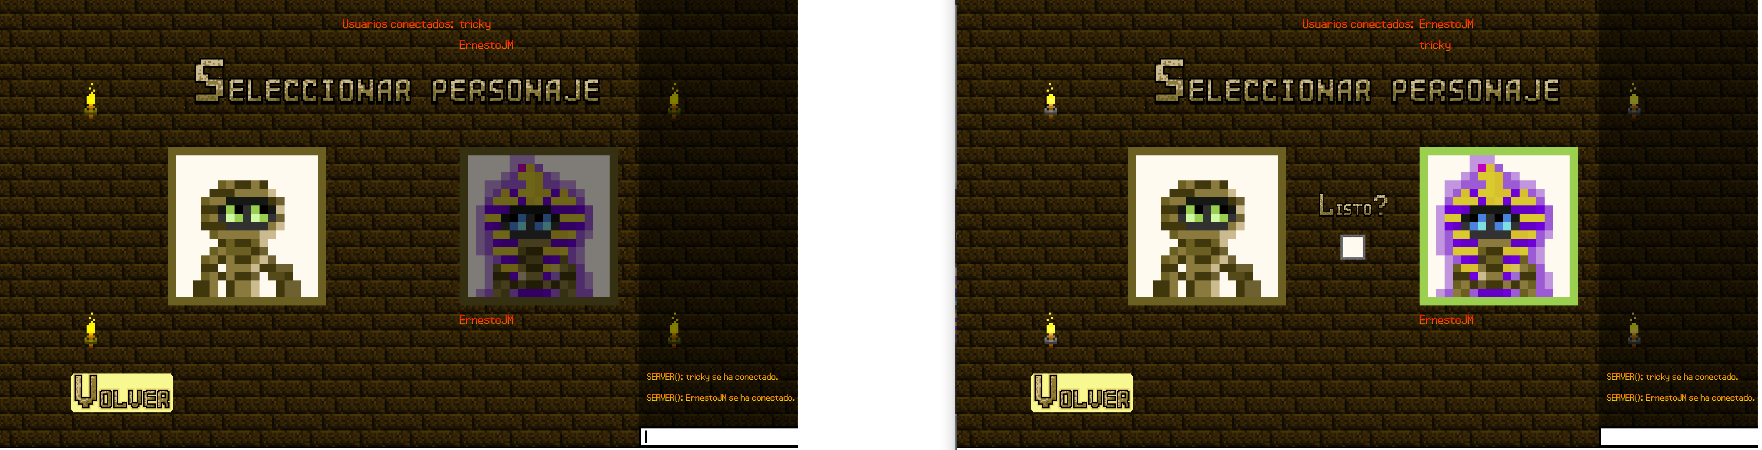 Usuarios conectados: tricky
ErnestoJM
SELECCIONAR PERSONAJE
ErnestoJM
VOLVER
SERVER(): tricky se ha conectado.
SERVER(): ErnestoJM se ha conectado.
Usuarios conectados: ErnestoJM
tricky
SELECCIONAR PERSONAJE
LISTO?
ErnestoJM
VOLVER
SERVER(): tricky se ha conectado.
SERVER(): ErnestoJM se ha conectado.